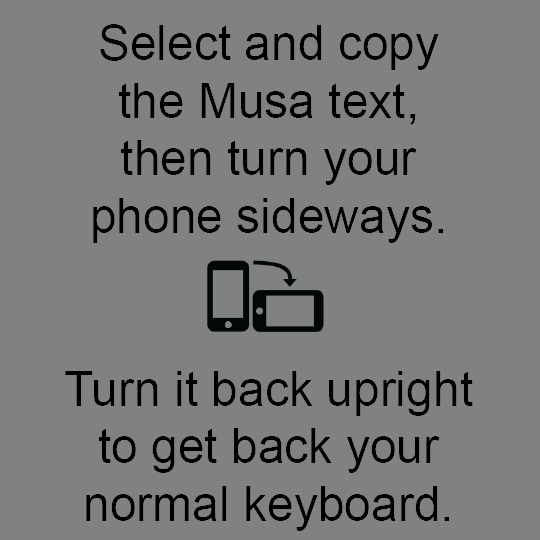 Select and copy
the Musa text,
then turn your
phone sideways.
Turn it back upright
to get back your
normal keyboard.